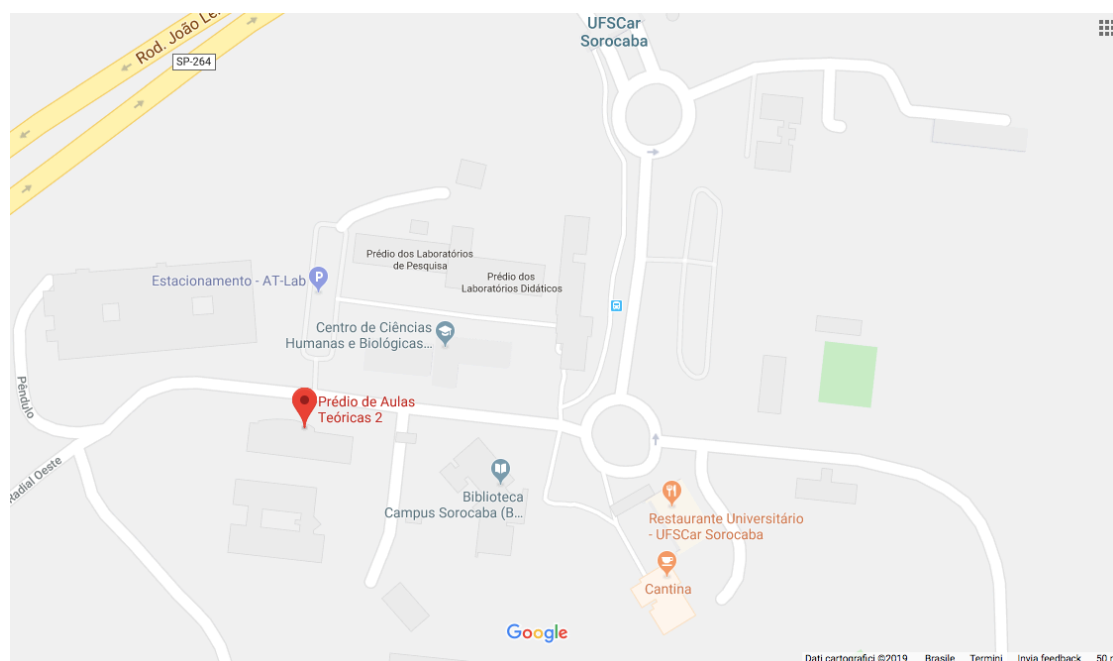 UFSCar
Sorocaba
Rod. João Le
SP-264
Prédio dos Laboratórios
de Pesquisa
Prédio dos
Laboratórios Didáticos
Estacionamento - AT-Lab
P
Centro de Ciências
Humanas e Biológicas...
Pêndulo
Prédio de Aulas
Teóricas 2
Radial Oeste
Biblioteca
Campus Sorocaba (B...
Restaurante Universitário
- UFSCar Sorocaba
Cantina
Google
Dati cartografici ©2019 Brasile Termini Invia feedback 50